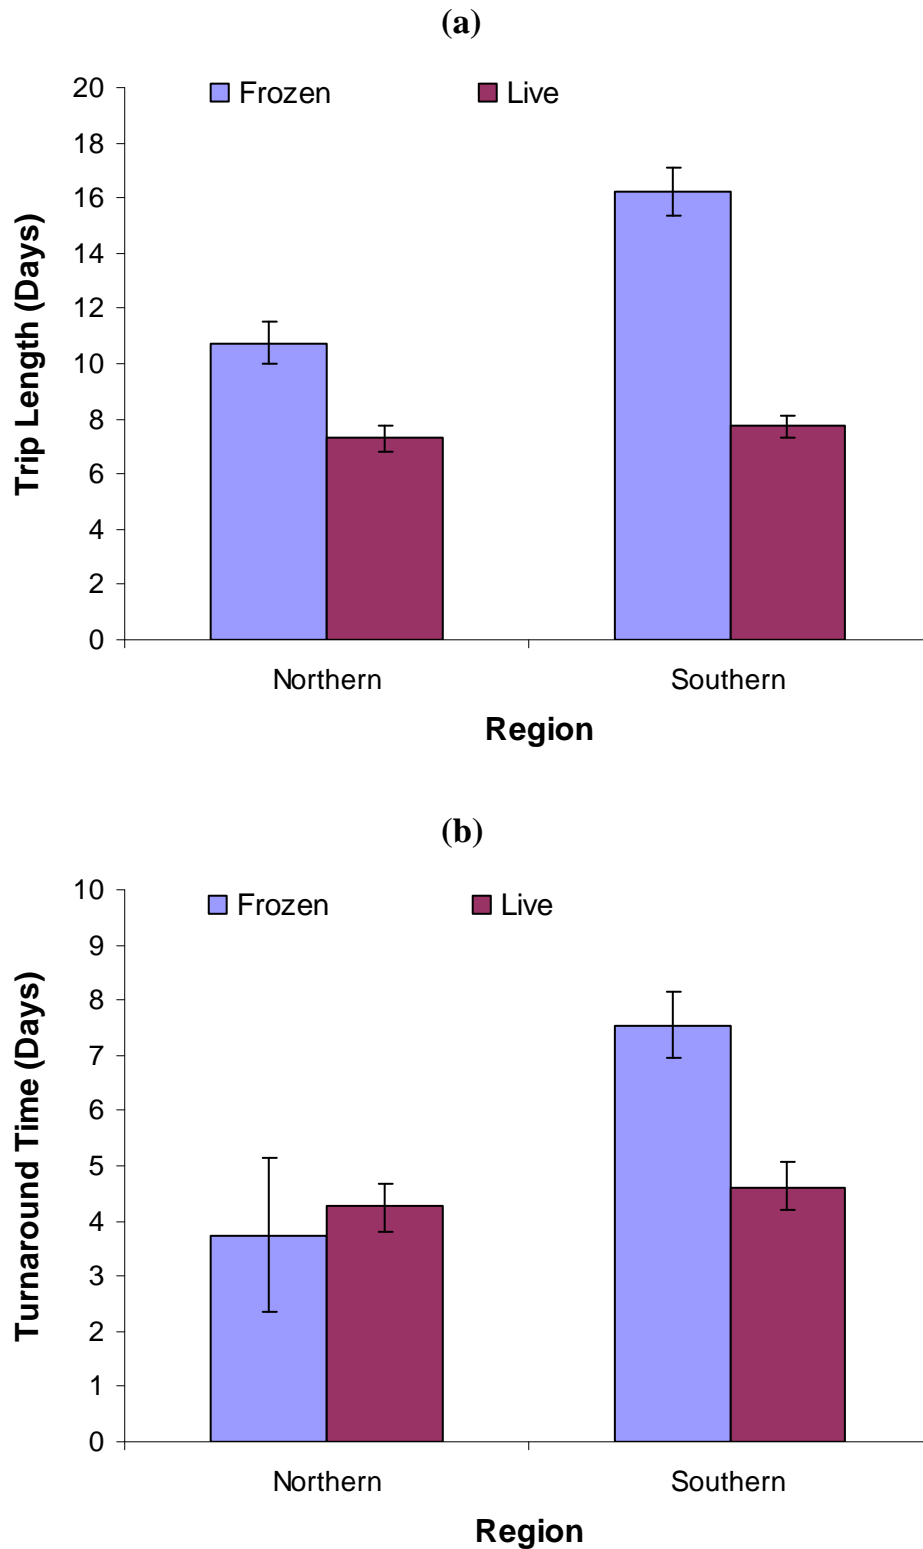 (a)
Frozen Live
20
18
16
14
12
10
8
6
4
2
0
Trip Length (Days)
Northern Southern
Region
(b)
Frozen Live
10
9
8
7
6
5
4
3
2
1
0
Turnaround Time (Days)
Northern Southern
Region